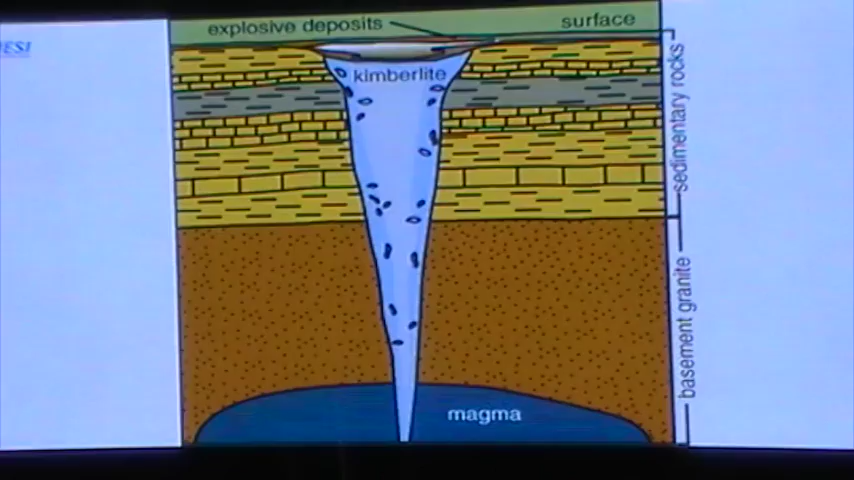 explosive deposits
surface
kimberlite
sedimentary rocks
basement granite
magma